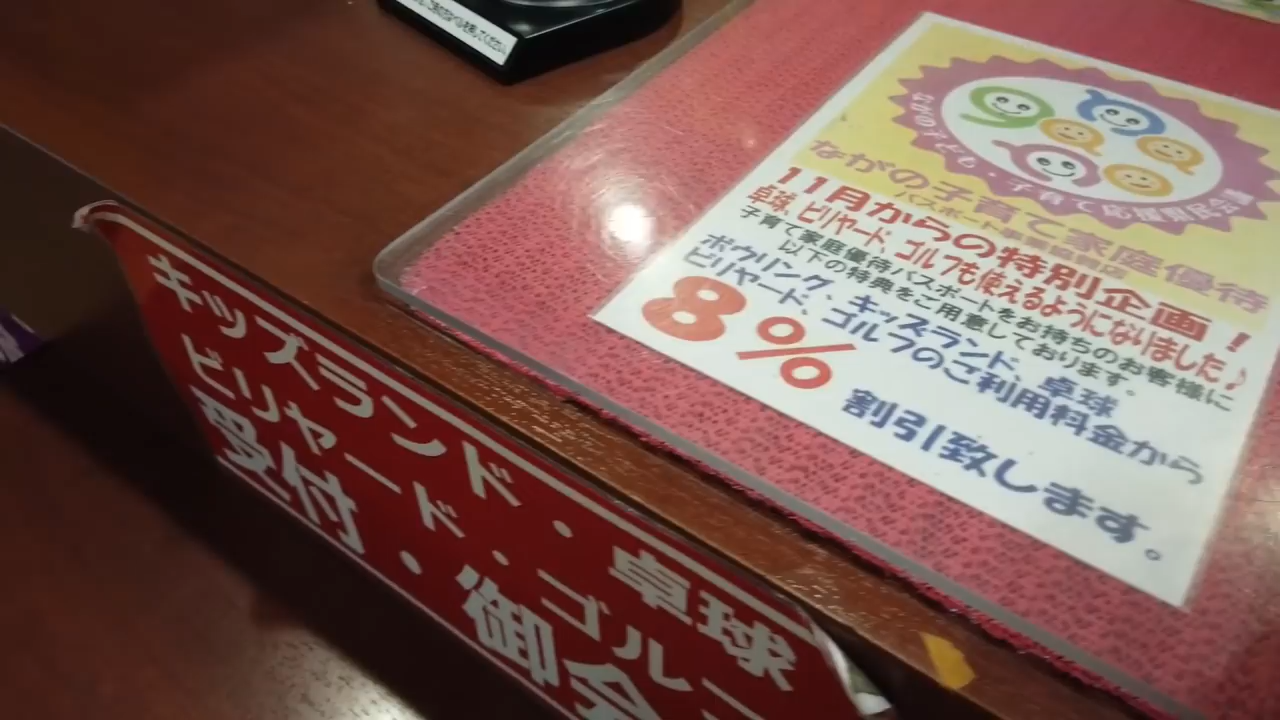 ながの子育て家庭優待
パスポート事業協賛店
11月からの特別企画！
卓球、ビリヤード、ゴルフも使えるようになりました♪
子育て家庭優待パスポートをお持ちのお客様に
以下の特典をご用意しております。
ボウリング、キッズランド、卓球
ビリヤード、ゴルフのご利用料金から
8％ 割引致します。
キッズランド・卓球
ビリヤード・ゴルフ
受付・御会